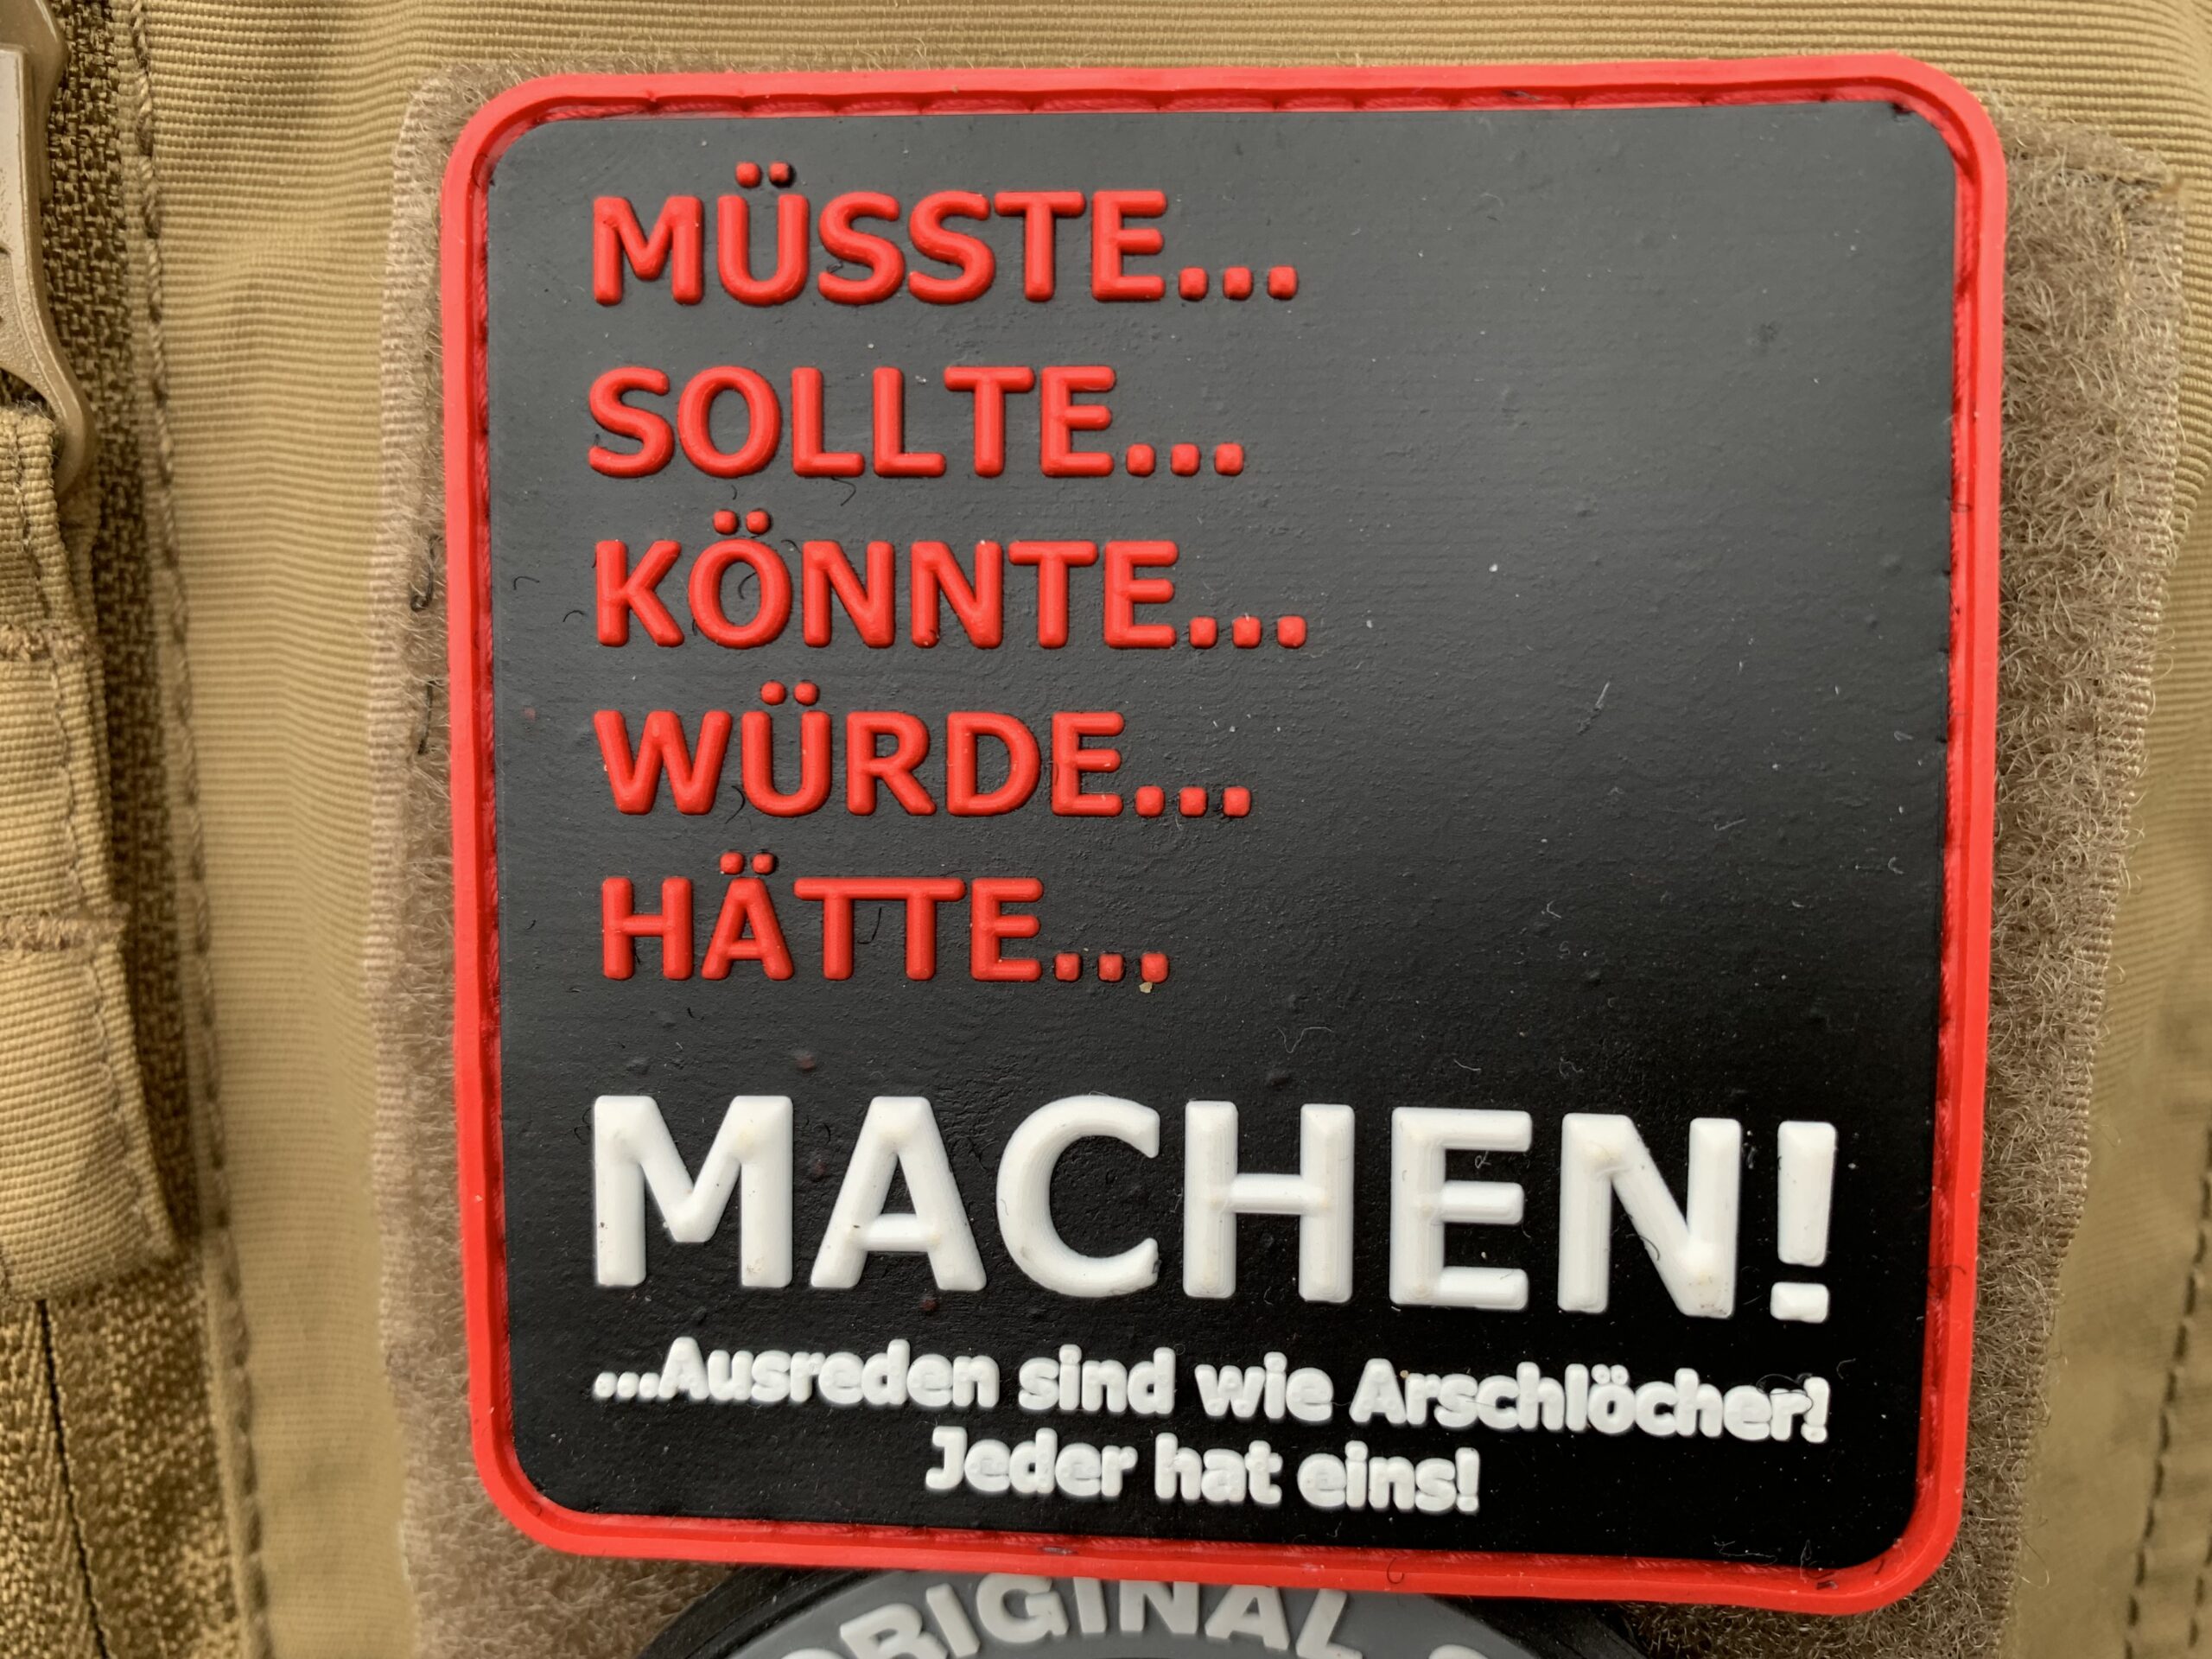 MÜSSTE...
SOLLTE...
KÖNNTE...
WÜRDE...
HÄTTE...
MACHEN!
...Ausreden sind wie Arschlöcher!
Jeder hat eins!
ORIGINAL